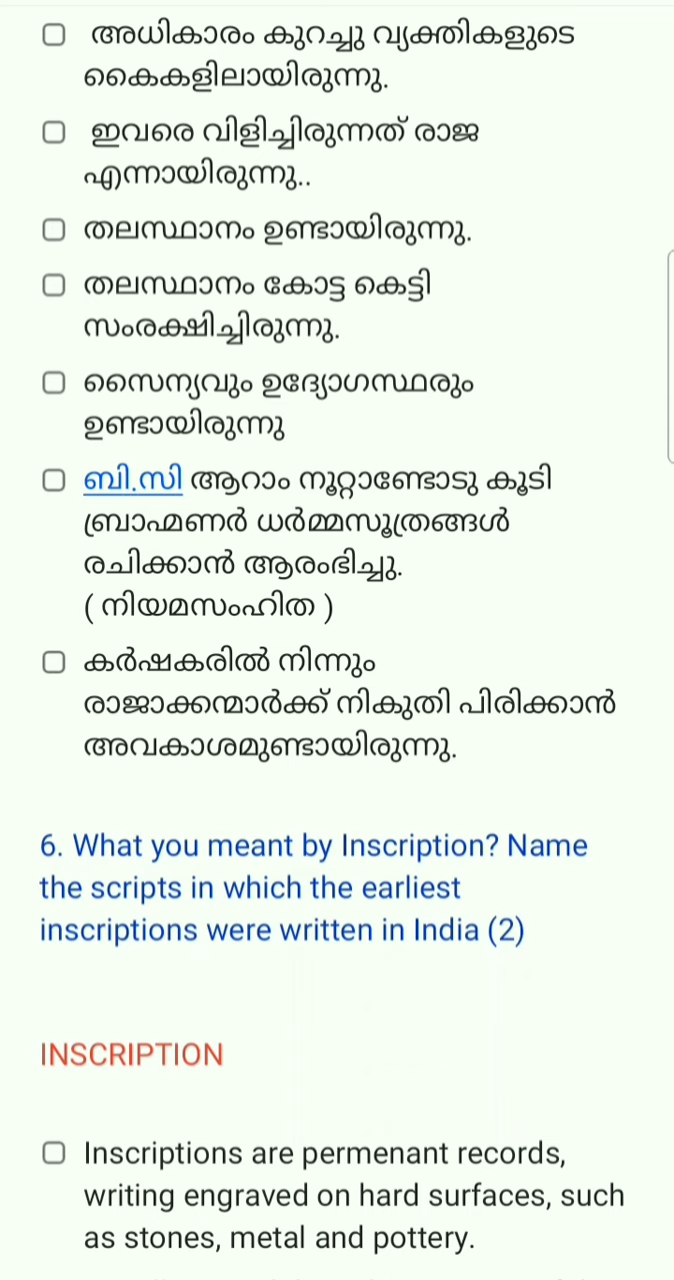 അധികാരം കുറച്ചു വ്യക്തികളുടെ
കൈകളിലായിരുന്നു.
ഇവരെ വിളിച്ചിരുന്നത് രാജ
എന്നായിരുന്നു..
തലസ്ഥാനം ഉണ്ടായിരുന്നു.
തലസ്ഥാനം കോട്ട കെട്ടി
സംരക്ഷിച്ചിരുന്നു.
സൈന്യവും ഉദ്യോഗസ്ഥരും
ഉണ്ടായിരുന്നു
ബി.സി ആറാം നൂറ്റാണ്ടോടു കൂടി
ബ്രാഹ്മണർ ധർമ്മസൂത്രങ്ങൾ
രചിക്കാൻ ആരംഭിച്ചു.
( നിയമസംഹിത )
കർഷകരിൽ നിന്നും
രാജാക്കന്മാർക്ക് നികുതി പിരിക്കാൻ
അവകാശമുണ്ടായിരുന്നു.
6. What you meant by Inscription? Name
the scripts in which the earliest
inscriptions were written in India (2)
INSCRIPTION
Inscriptions are permenant records,
writing engraved on hard surfaces, such
as stones, metal and pottery.